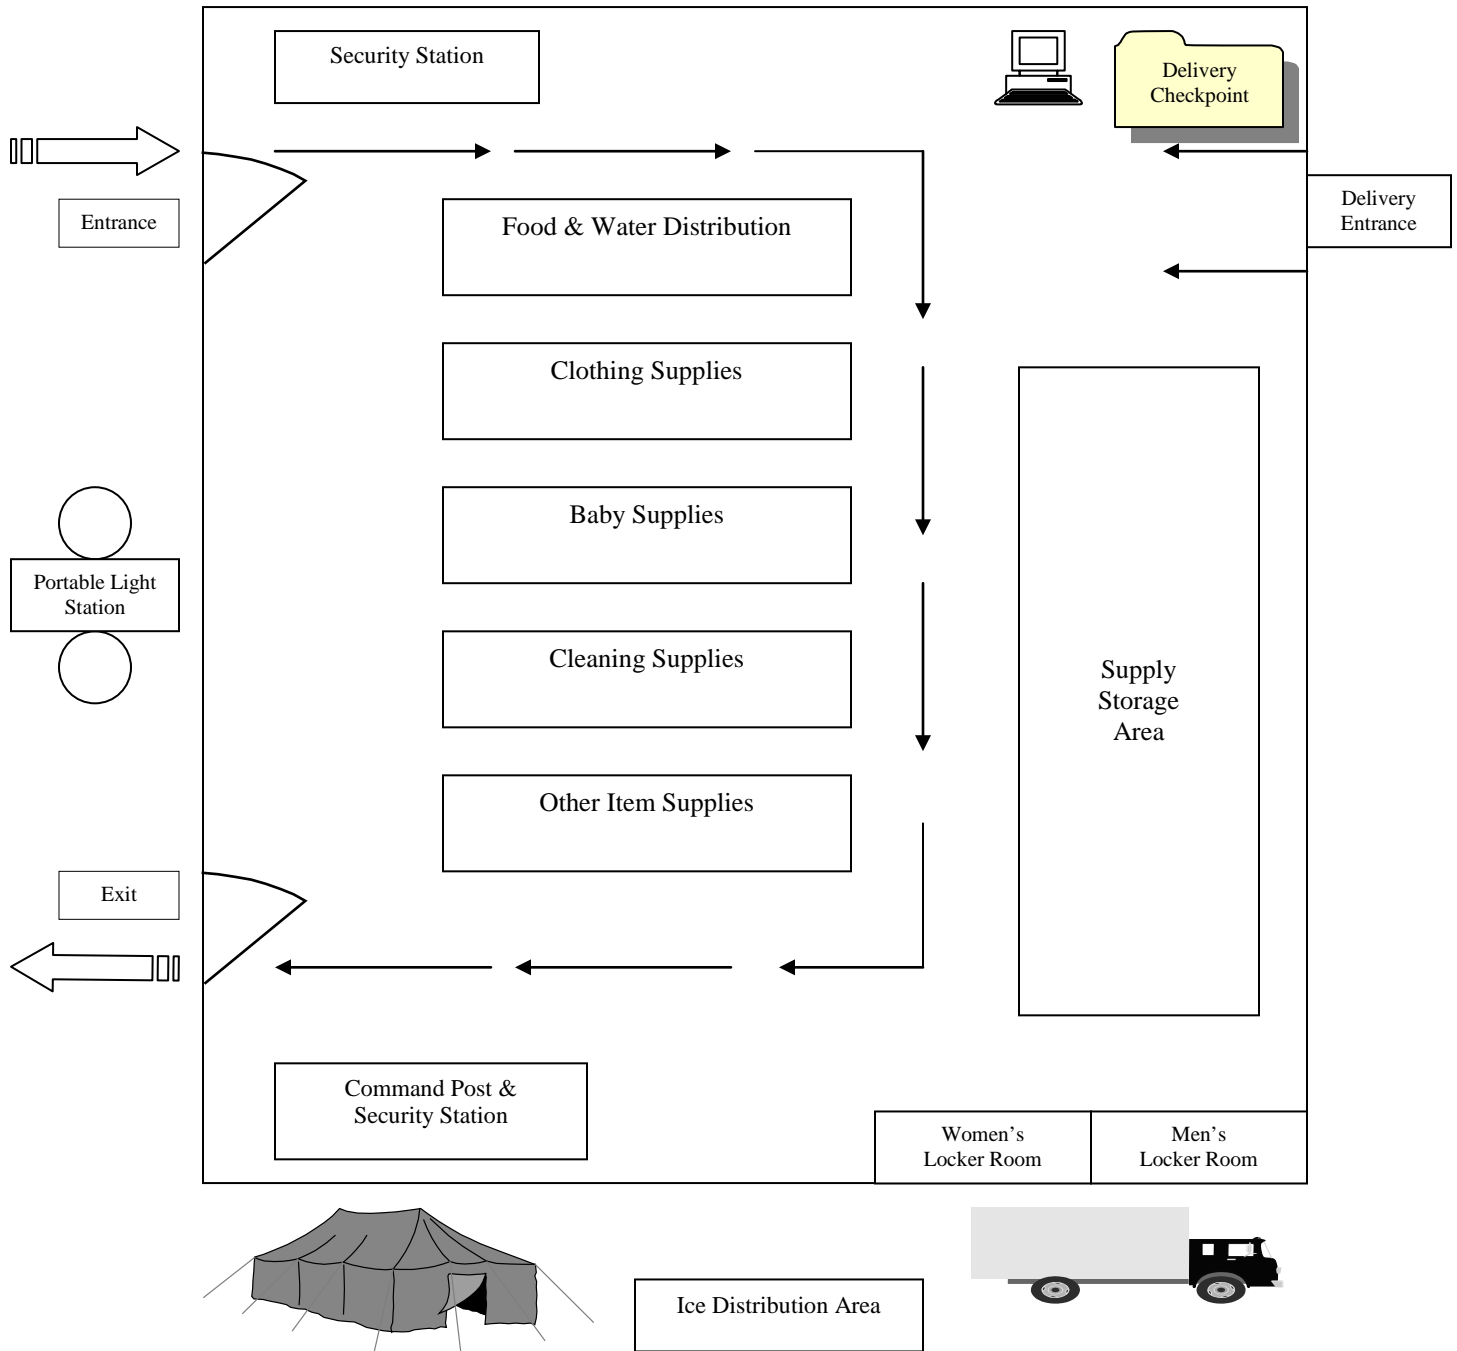 Security Station
Delivery
Checkpoint
Entrance
Food & Water Distribution
Delivery
Entrance
Clothing Supplies
Baby Supplies
Portable Light
Station
Cleaning Supplies
Supply
Storage
Area
Other Item Supplies
Exit
Command Post &
Security Station
Women’s
Locker Room
Men’s
Locker Room
Ice Distribution Area